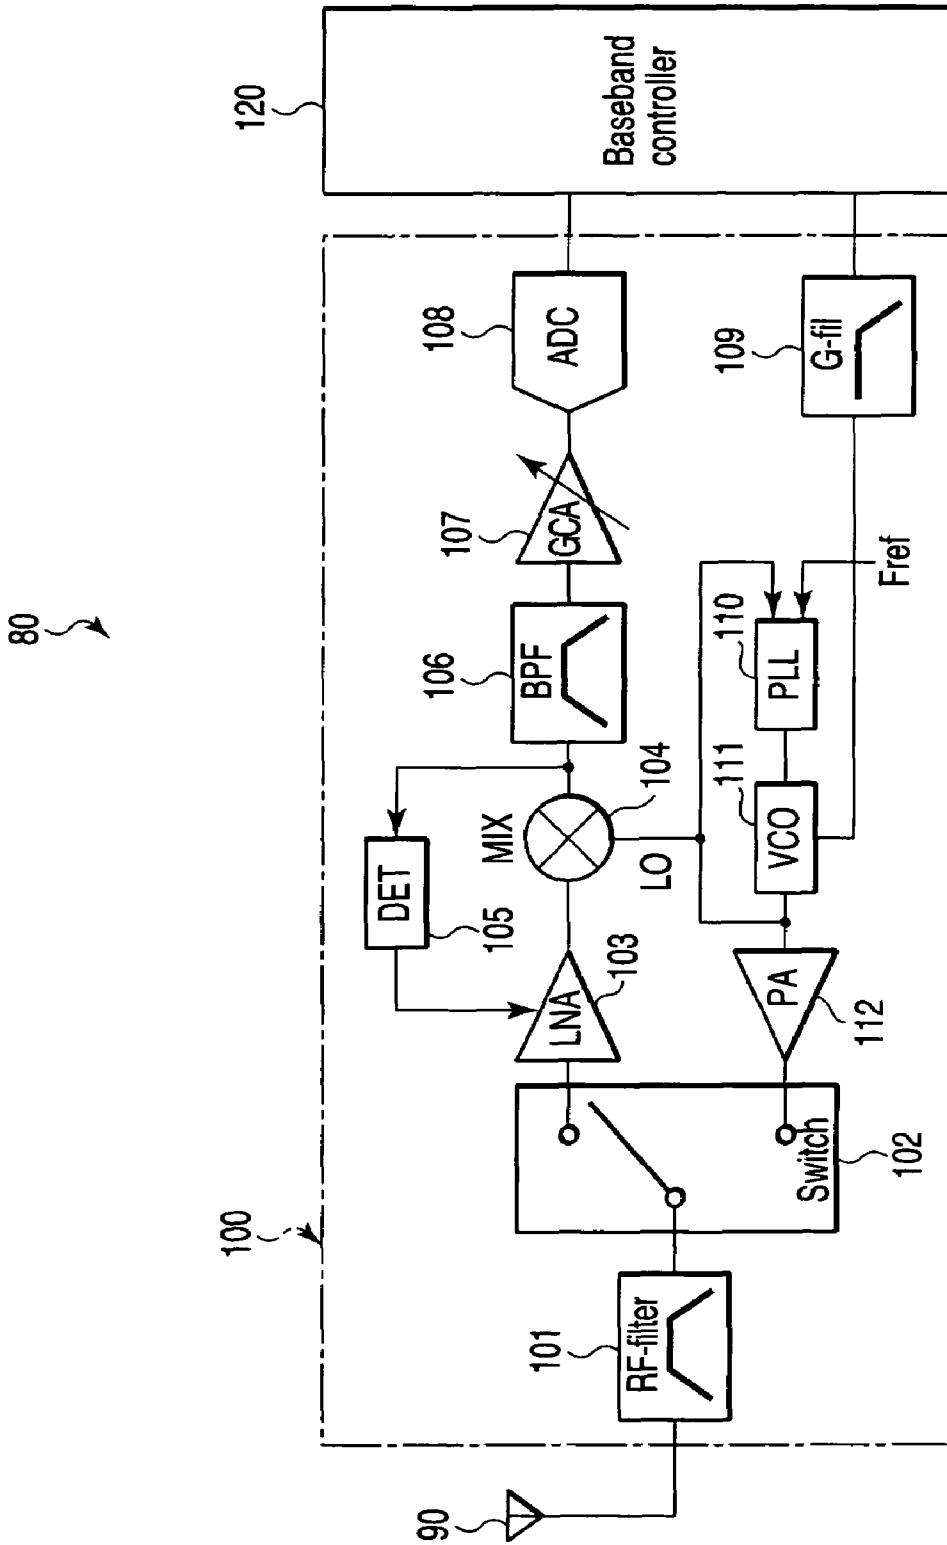 80
100
120
Baseband
controller
90
101
RF-filter
Switch
102
LNA
103
DET
105
MIX
104
LO
106
BPF
107
GCA
108
ADC
PA
112
111
VCO
110
PLL
Fref
109
G-fil